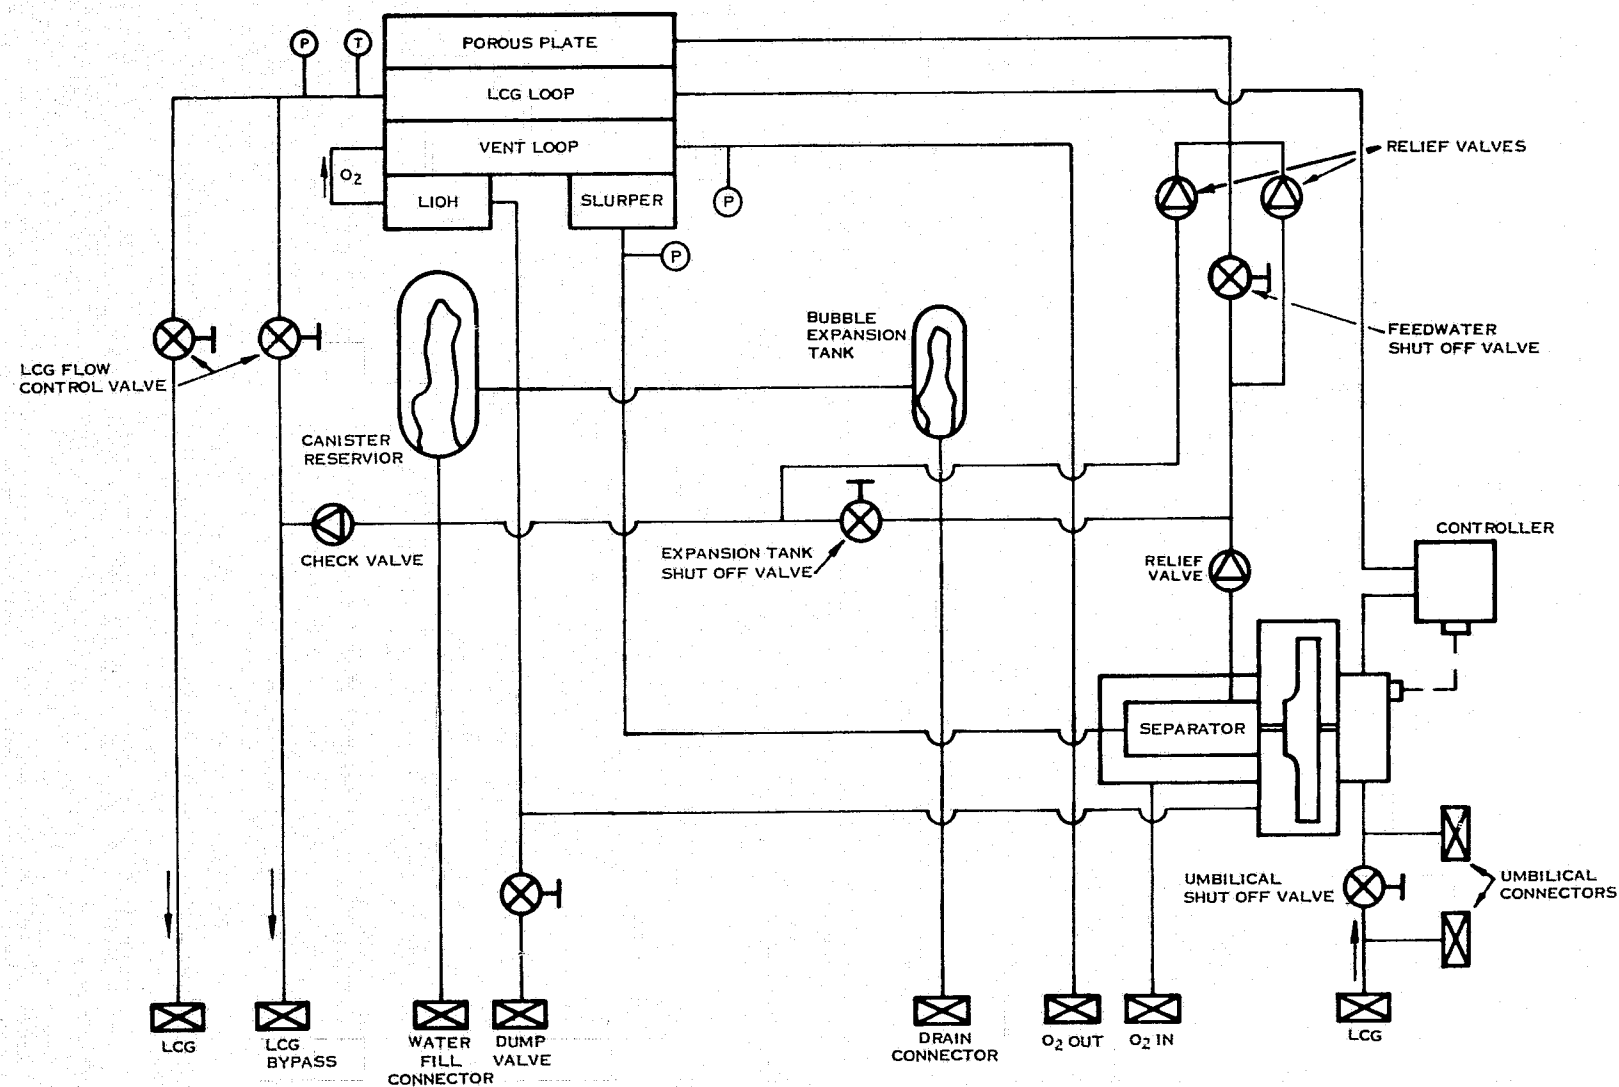 P
T
POROUS PLATE
LCG LOOP
VENT LOOP
O2
LIOH
SLURPER
P
P
RELIEF VALVES
FEEDWATER
SHUT OFF VALVE
BUBBLE
EXPANSION
TANK
LCG FLOW
CONTROL VALVE
CANISTER
RESERVIOR
CHECK VALVE
EXPANSION TANK
SHUT OFF VALVE
RELIEF
VALVE
CONTROLLER
SEPARATOR
UMBILICAL
SHUT OFF VALVE
UMBILICAL
CONNECTORS
LCG
LCG
BYPASS
WATER
FILL
CONNECTOR
DUMP
VALVE
DRAIN
CONNECTOR
O2 OUT
O2 IN
LCG